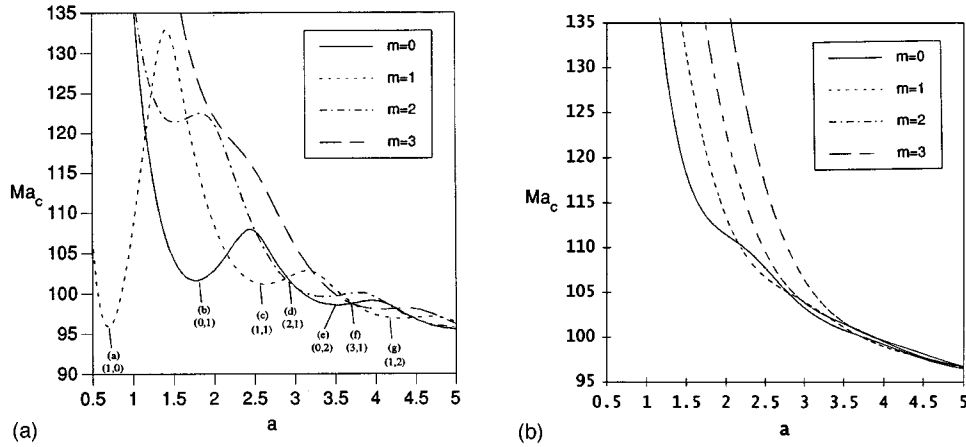 135
130
125
120
115
110
105
100
95
90
Ma_c
m=0
m=1
m=2
m=3
(a)
(1,0)
(b)
(0,1)
(c)
(1,1)
(d)
(2,1)
(e)
(0,2)
(f)
(3,1)
(g)
(1,2)
0.5 1 1.5 2 2.5 3 3.5 4 4.5 5
a
(a)
135
130
125
120
115
110
105
100
95
Ma_c
m=0
m=1
m=2
m=3
0.5 1 1.5 2 2.5 3 3.5 4 4.5 5
a
(b)